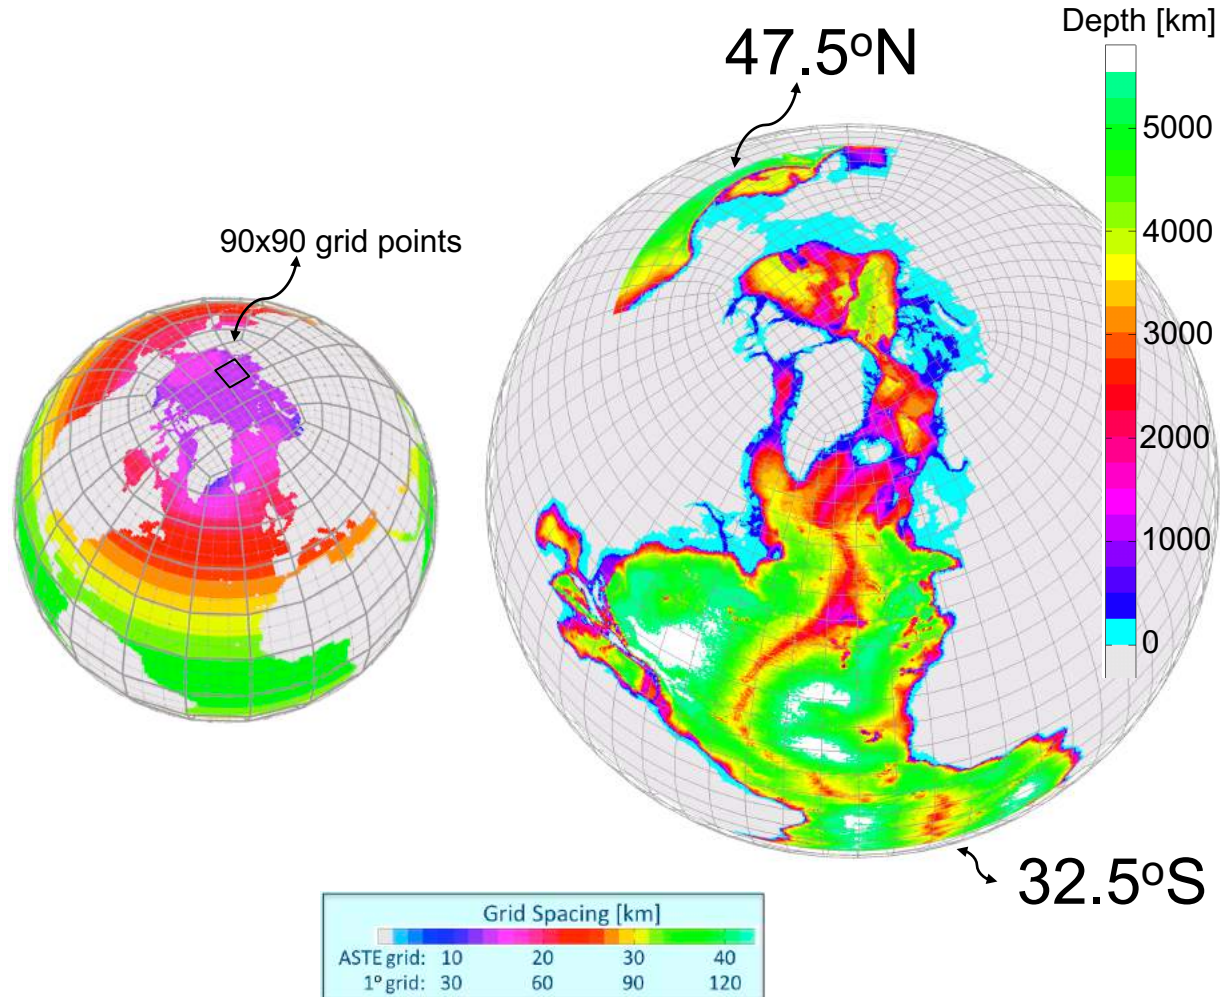 Depth [km]
47.5°N
5000
90x90 grid points
4000
3000
2000
1000
0
32.5°S
Grid Spacing [km]
ASTE grid: 10 20 30 40
1º grid: 30 60 90 120